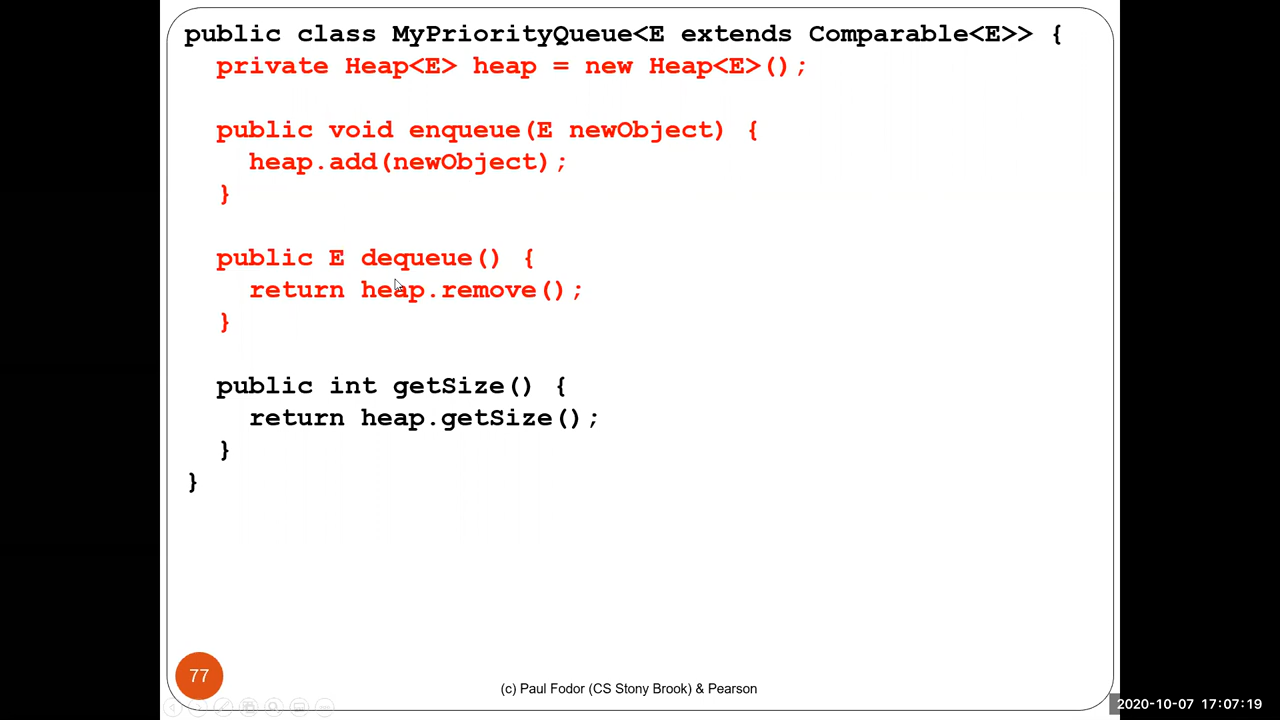 public class MyPriorityQueue<E extends Comparable<E>> {
private Heap<E> heap = new Heap<E>();
public void enqueue(E newObject) {
heap.add(newObject);
}
public E dequeue() {
return heap.remove();
}
public int getSize() {
return heap.getSize();
}
}
77
(c) Paul Fodor (CS Stony Brook) & Pearson
2020-10-07 17:07:19